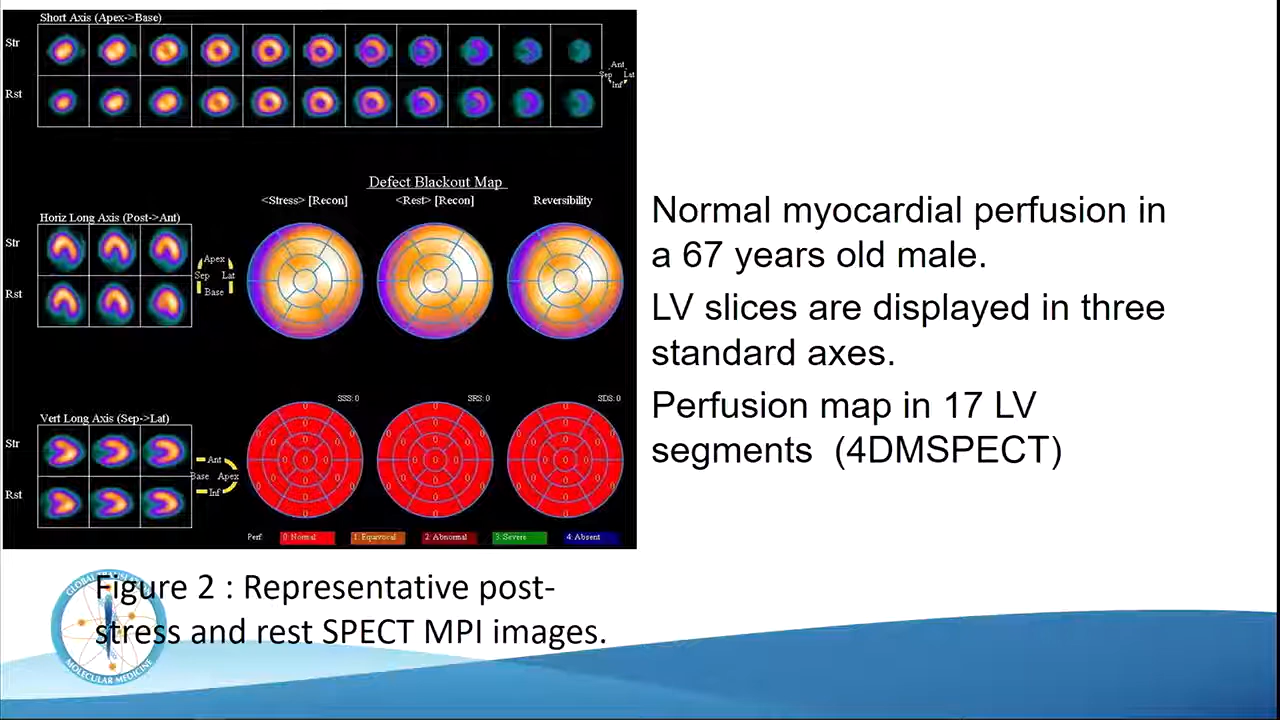 Short Axis (Apex->Base)
Str
Rst
Ant
Sep Lat
Inf
Defect Blackout Map
<Stress> [Recon] <Rest> [Recon] Reversibility
Horiz Long Axis (Post->Ant)
Str
Rst
Apex
Sep Lat
Base
Vert Long Axis (Sep->Lat)
Str
Rst
Ant
Base Apex
Inf
SSS: 0 SRS: 0 SDS: 0
Perf: 0: Normal 1: Equivocal 2: Abnormal 3: Severe 4: Absent
Normal myocardial perfusion in
a 67 years old male.
LV slices are displayed in three
standard axes.
Perfusion map in 17 LV
segments (4DMSPECT)
Figure 2 : Representative post-
stress and rest SPECT MPI images.
MOLECULAR MEDICINE